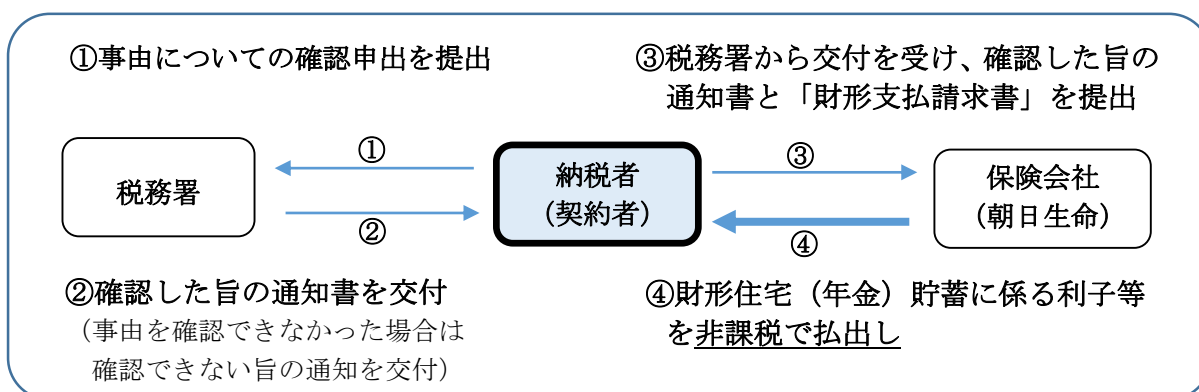 ①事由についての確認申出を提出
③税務署から交付を受け、確認した旨の
通知書と「財形支払請求書」を提出
税務署
①
②
納税者
（契約者）
③
④
保険会社
（朝日生命）
②確認した旨の通知書を交付
（事由を確認できなかった場合は
確認できない旨の通知を交付）
④財形住宅（年金）貯蓄に係る利子等
を非課税で払出し